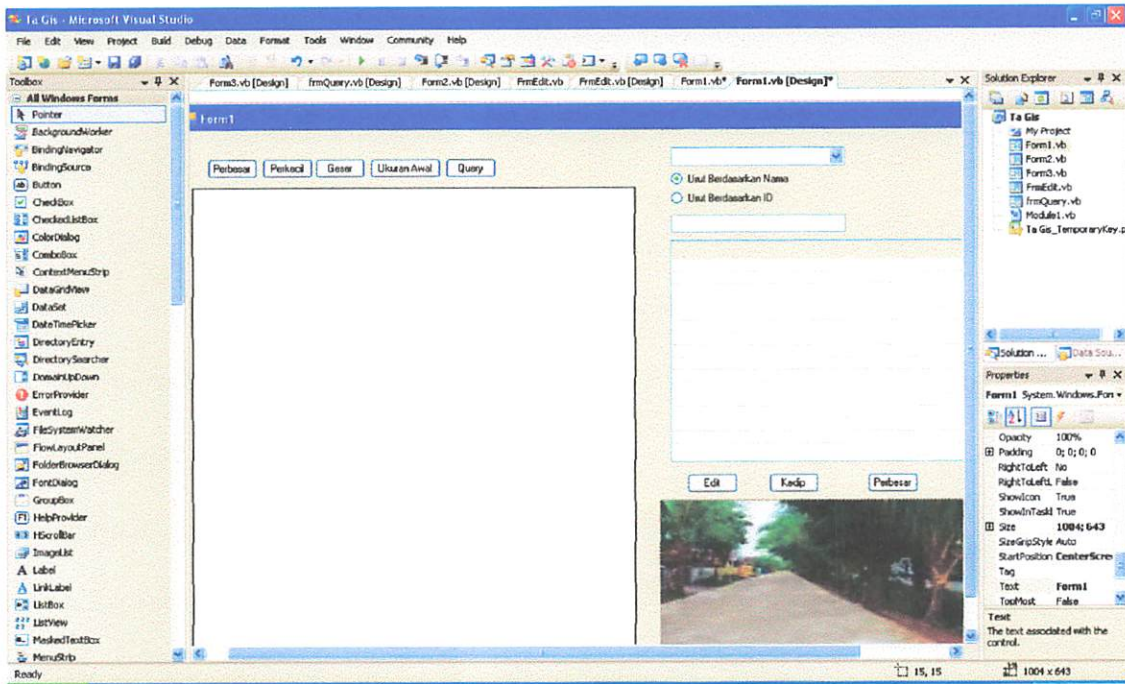 Ta Gis - Microsoft Visual Studio
File Edit View Project Build Debug Data Format Tools Window Community Help
Toolbox
Form3.vb [Design] frmQuery.vb [Design] Form2.vb [Design] FrmEdit.vb FrmEdit.vb [Design] Form1.vb* Form1.vb [Design]*
Solution Explorer
All Windows Forms
Pointer
BackgroundWorker
BindingNavigator
BindingSource
Button
CheckBox
CheckedListBox
ColorDialog
ComboBox
ContextMenuStrip
DataGridView
DataSet
DateTimePicker
DirectoryEntry
DirectorySearcher
DomainUpDown
ErrorProvider
EventLog
FileSystemWatcher
FlowLayoutPanel
FolderBrowserDialog
FontDialog
GroupBox
HelpProvider
HScrollBar
ImageList
Label
LinkLabel
ListBox
ListView
MaskedTextBox
MenuStrip
Form1
Perbesar Perkecil Geser Ukuran Awal Query
Urut Berdasarkan Nama
Urut Berdasarkan ID
Edit Kedip Perbesar
Ta Gis
My Project
Form1.vb
Form2.vb
Form3.vb
FrmEdit.vb
frmQuery.vb
Module1.vb
Ta Gis_TemporaryKey.p
Solution ... Data Sou...
Properties
Form1 System.Windows.For
Opacity 100%
Padding 0; 0; 0; 0
RightToLeft No
RightToLeftL False
ShowIcon True
ShowInTaskl True
Size 1004; 643
SizeGripStyle Auto
StartPosition CenterScree
Tag
Text Form1
TopMost False
Text
The text associated with the
control.
Ready 15, 15 1004 x 643